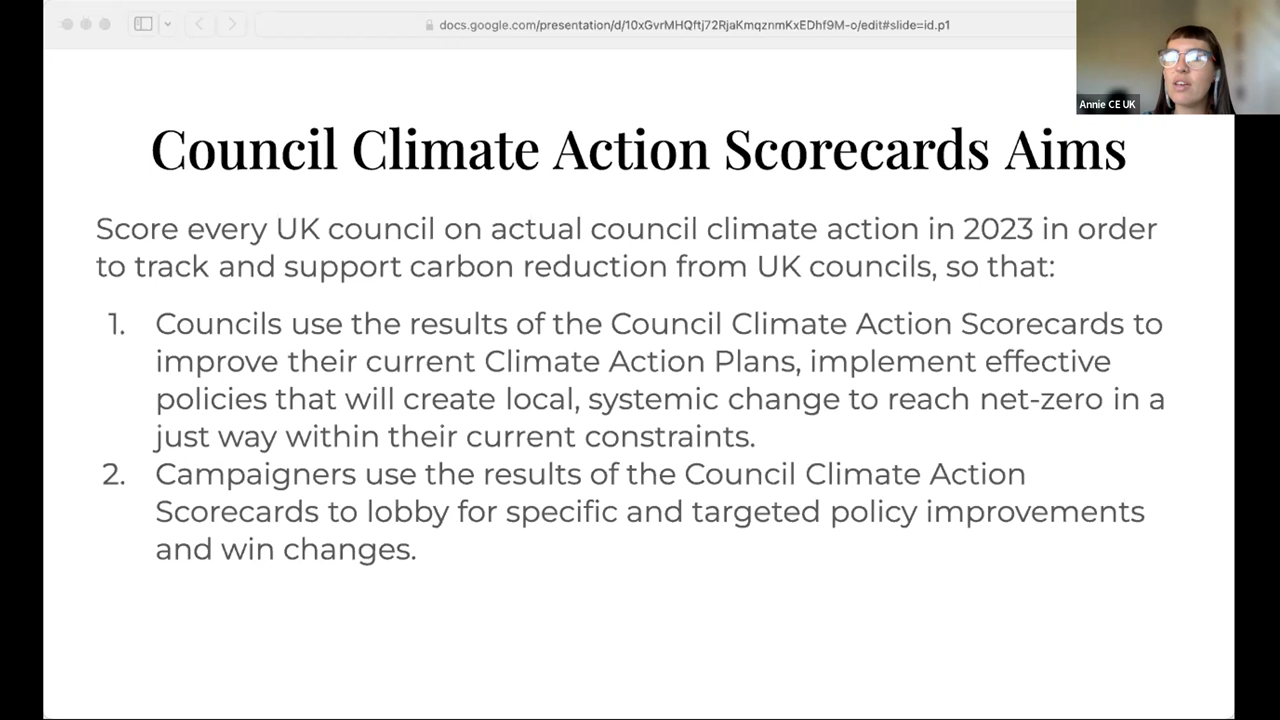 docs.google.com/presentation/d/10xGvrMHQftj72RjaKmqznmKxEDhf9M-o/edit#slide=id.p1
Annie CE UK
Council Climate Action Scorecards Aims
Score every UK council on actual council climate action in 2023 in order
to track and support carbon reduction from UK councils, so that:
1. Councils use the results of the Council Climate Action Scorecards to
improve their current Climate Action Plans, implement effective
policies that will create local, systemic change to reach net-zero in a
just way within their current constraints.
2. Campaigners use the results of the Council Climate Action
Scorecards to lobby for specific and targeted policy improvements
and win changes.